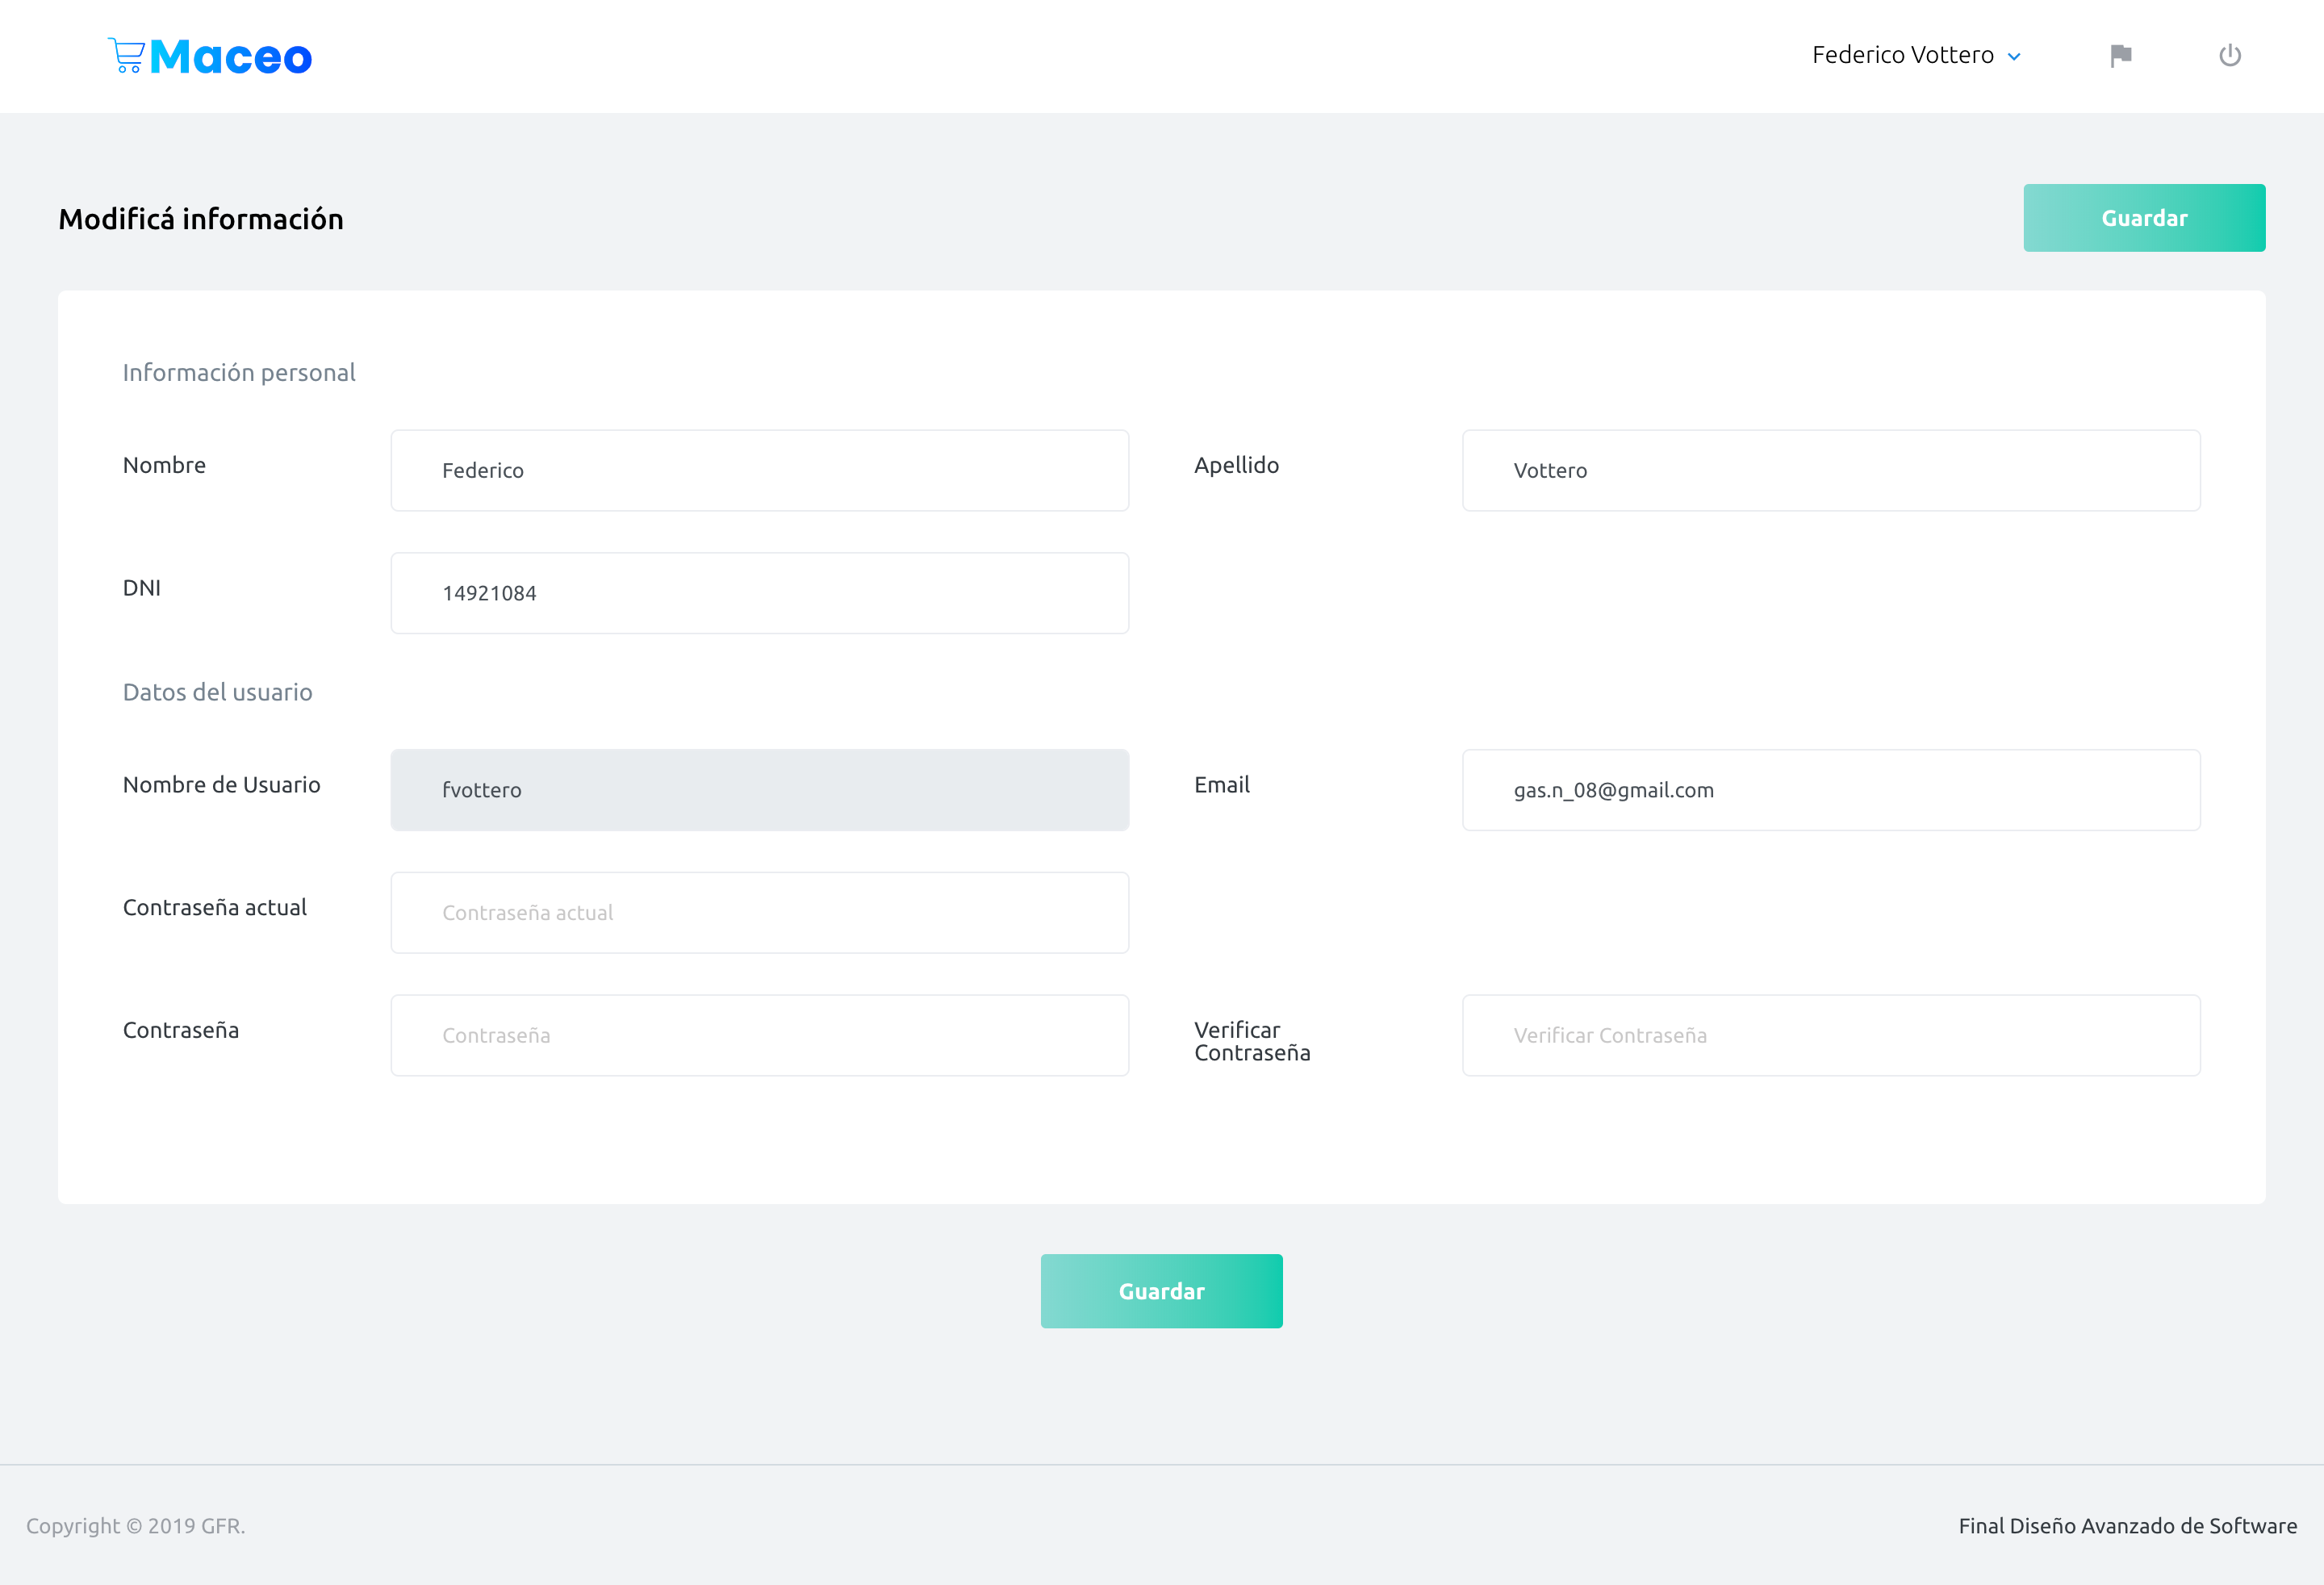 Maceo
Federico Vottero
Modificá información
Guardar
Información personal
Nombre
Federico
Apellido
Vottero
DNI
14921084
Datos del usuario
Nombre de Usuario
fvottero
Email
gas.n_08@gmail.com
Contraseña actual
Contraseña actual
Contraseña
Contraseña
Verificar
Contraseña
Verificar Contraseña
Guardar
Copyright © 2019 GFR.
Final Diseño Avanzado de Software